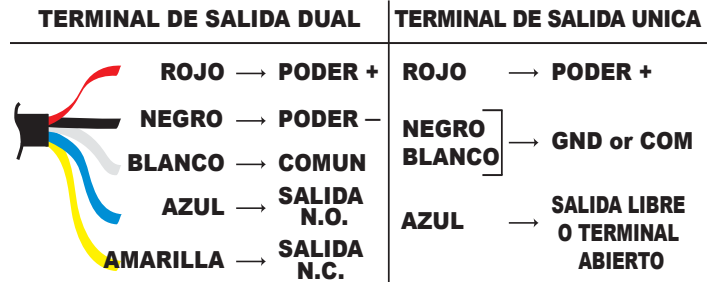 TERMINAL DE SALIDA DUAL
ROJO → PODER +
NEGRO → PODER –
BLANCO → COMUN
AZUL → SALIDA
N.O.
AMARILLA → SALIDA
N.C.
TERMINAL DE SALIDA UNICA
ROJO → PODER +
NEGRO
BLANCO → GND or COM
AZUL → SALIDA LIBRE
O TERMINAL
ABIERTO